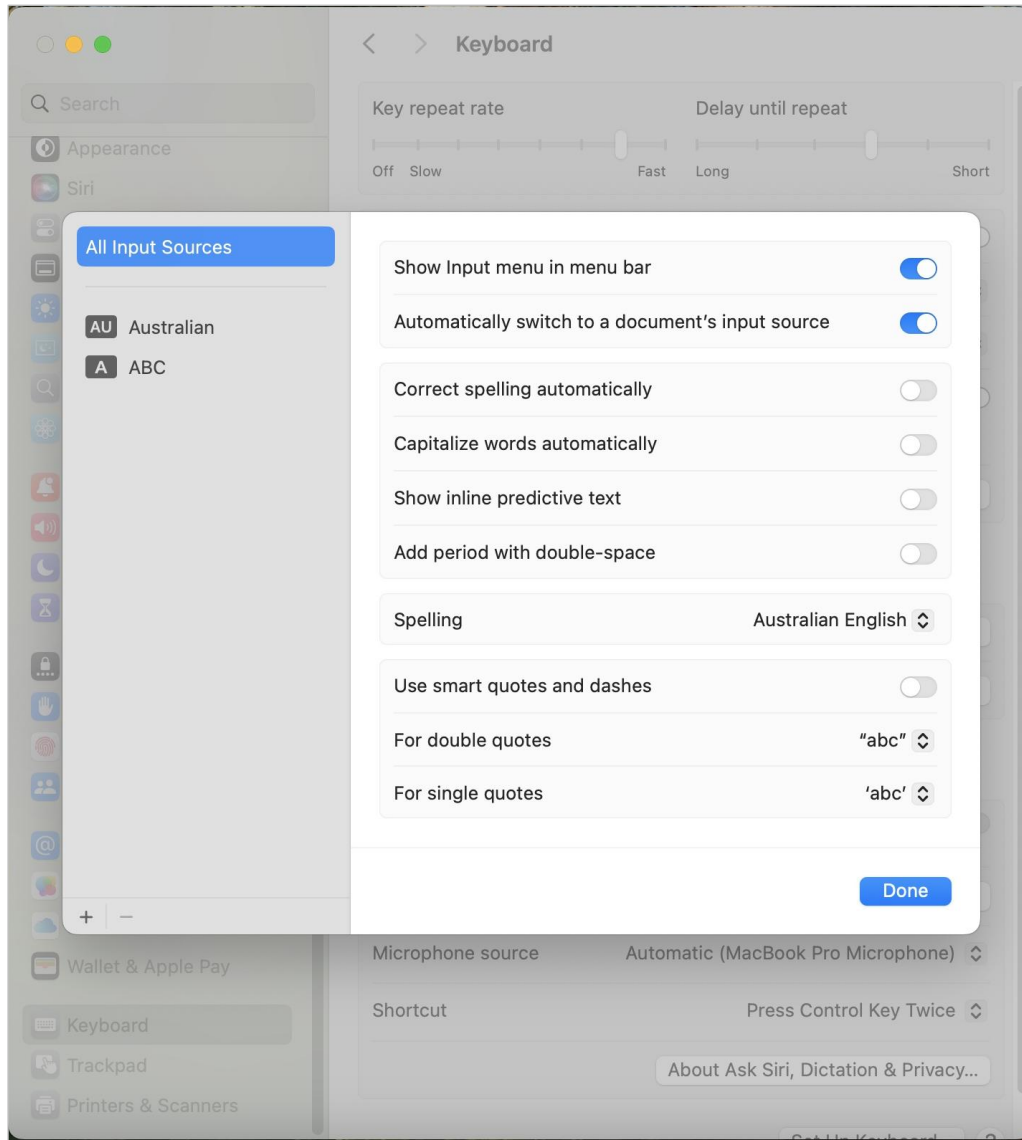 Keyboard
Search
Appearance
Siri
Key repeat rate
Delay until repeat
Off Slow Fast
Long Short
All Input Sources
AU Australian
A ABC
Show Input menu in menu bar
Automatically switch to a document’s input source
Correct spelling automatically
Capitalize words automatically
Show inline predictive text
Add period with double-space
Spelling Australian English
Use smart quotes and dashes
For double quotes “abc”
For single quotes ‘abc’
Done
+ −
Wallet & Apple Pay
Keyboard
Trackpad
Printers & Scanners
Microphone source Automatic (MacBook Pro Microphone)
Shortcut Press Control Key Twice
About Ask Siri, Dictation & Privacy...
Set Up Keyboard
?